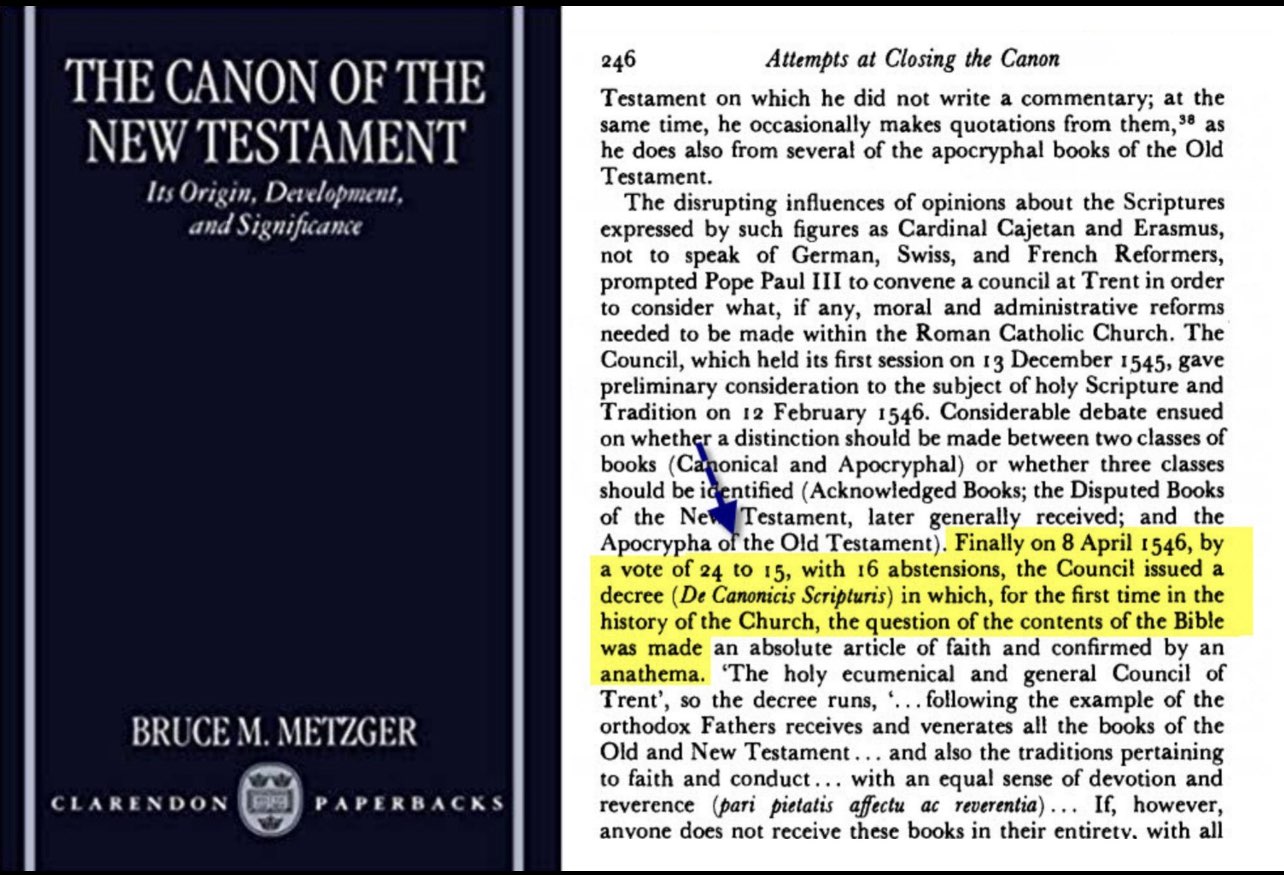 THE CANON OF THE
NEW TESTAMENT
Its Origin, Development,
and Significance
BRUCE M. METZGER
CLARENDON PAPERBACKS
246 Attempts at Closing the Canon
Testament on which he did not write a commentary; at the
same time, he occasionally makes quotations from them,³⁸ as
he does also from several of the apocryphal books of the Old
Testament.
The disrupting influences of opinions about the Scriptures
expressed by such figures as Cardinal Cajetan and Erasmus,
not to speak of German, Swiss, and French Reformers,
prompted Pope Paul III to convene a council at Trent in order
to consider what, if any, moral and administrative reforms
needed to be made within the Roman Catholic Church. The
Council, which held its first session on 13 December 1545, gave
preliminary consideration to the subject of holy Scripture and
Tradition on 12 February 1546. Considerable debate ensued
on whether a distinction should be made between two classes of
books (Canonical and Apocryphal) or whether three classes
should be identified (Acknowledged Books; the Disputed Books
of the New Testament, later generally received; and the
Apocrypha of the Old Testament). Finally on 8 April 1546, by
a vote of 24 to 15, with 16 abstensions, the Council issued a
decree (De Canonicis Scripturis) in which, for the first time in the
history of the Church, the question of the contents of the Bible
was made an absolute article of faith and confirmed by an
anathema. ‘The holy ecumenical and general Council of
Trent’, so the decree runs, ‘...following the example of the
orthodox Fathers receives and venerates all the books of the
Old and New Testament... and also the traditions pertaining
to faith and conduct... with an equal sense of devotion and
reverence (pari pietatis affectu ac reverentia)... If, however,
anyone does not receive these books in their entirety, with all